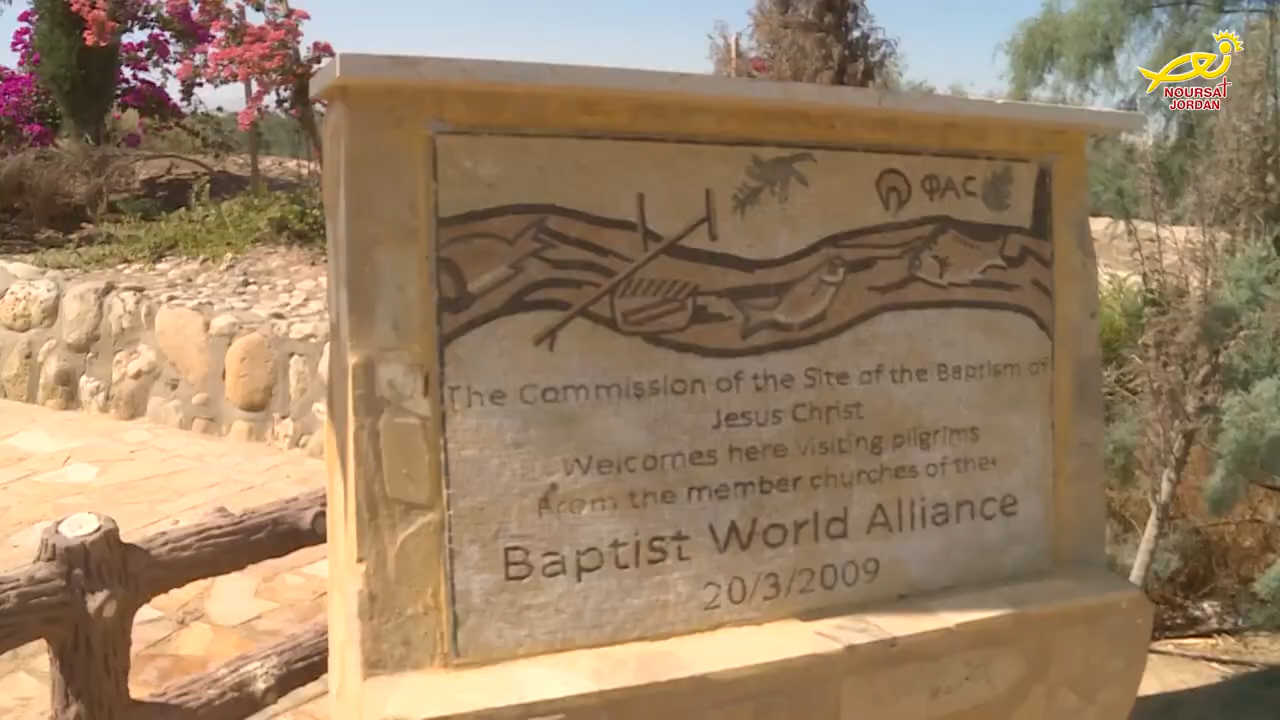 NOURSAT
JORDAN
ΦAC
The Commission of the Site of the Baptism of
Jesus Christ
Welcomes here visiting pilgrims
From the member churches of the
Baptist World Alliance
20/3/2009